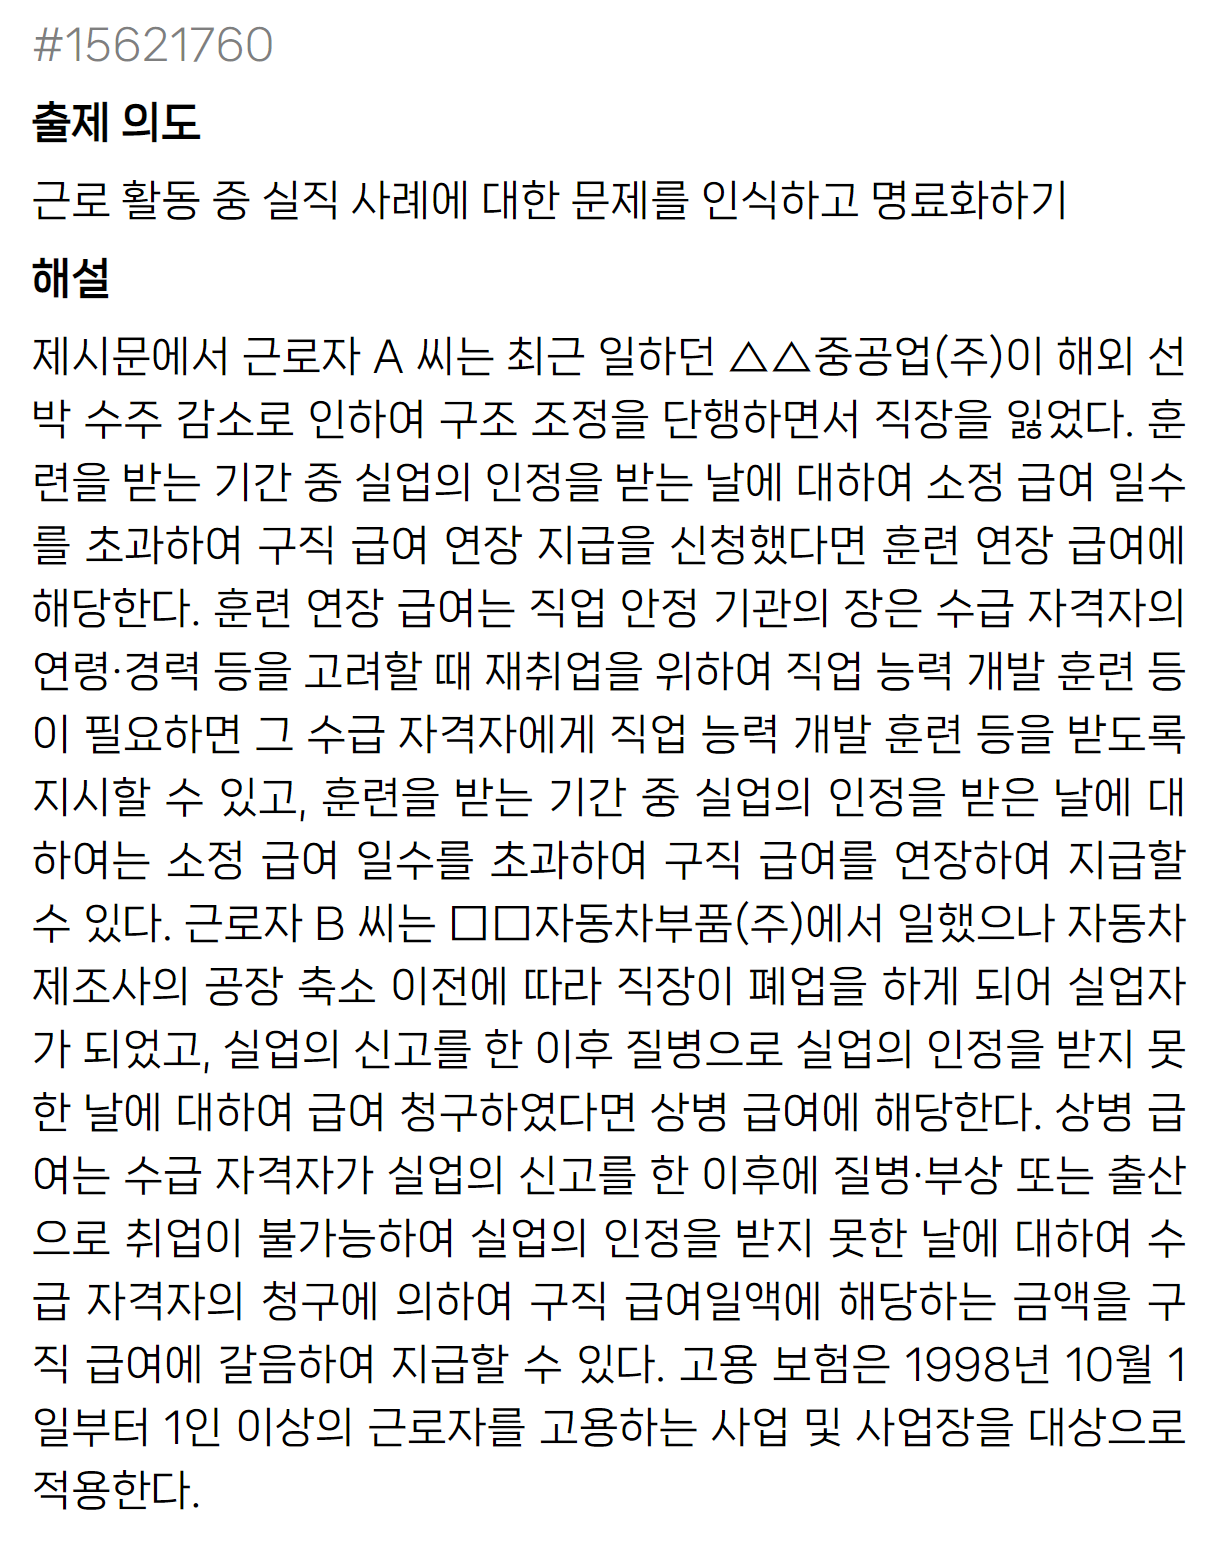 #15621760
출제 의도
근로 활동 중 실직 사례에 대한 문제를 인식하고 명료화하기
해설
제시문에서 근로자 A 씨는 최근 일하던 △△중공업(주)이 해외 선
박 수주 감소로 인하여 구조 조정을 단행하면서 직장을 잃었다. 훈
련을 받는 기간 중 실업의 인정을 받는 날에 대하여 소정 급여 일수
를 초과하여 구직 급여 연장 지급을 신청했다면 훈련 연장 급여에
해당한다. 훈련 연장 급여는 직업 안정 기관의 장은 수급 자격자의
연령·경력 등을 고려할 때 재취업을 위하여 직업 능력 개발 훈련 등
이 필요하면 그 수급 자격자에게 직업 능력 개발 훈련 등을 받도록
지시할 수 있고, 훈련을 받는 기간 중 실업의 인정을 받은 날에 대
하여는 소정 급여 일수를 초과하여 구직 급여를 연장하여 지급할
수 있다. 근로자 B 씨는 □□자동차부품(주)에서 일했으나 자동차
제조사의 공장 축소 이전에 따라 직장이 폐업을 하게 되어 실업자
가 되었고, 실업의 신고를 한 이후 질병으로 실업의 인정을 받지 못
한 날에 대하여 급여 청구하였다면 상병 급여에 해당한다. 상병 급
여는 수급 자격자가 실업의 신고를 한 이후에 질병·부상 또는 출산
으로 취업이 불가능하여 실업의 인정을 받지 못한 날에 대하여 수
급 자격자의 청구에 의하여 구직 급여일액에 해당하는 금액을 구
직 급여에 갈음하여 지급할 수 있다. 고용 보험은 1998년 10월 1
일부터 1인 이상의 근로자를 고용하는 사업 및 사업장을 대상으로
적용한다.